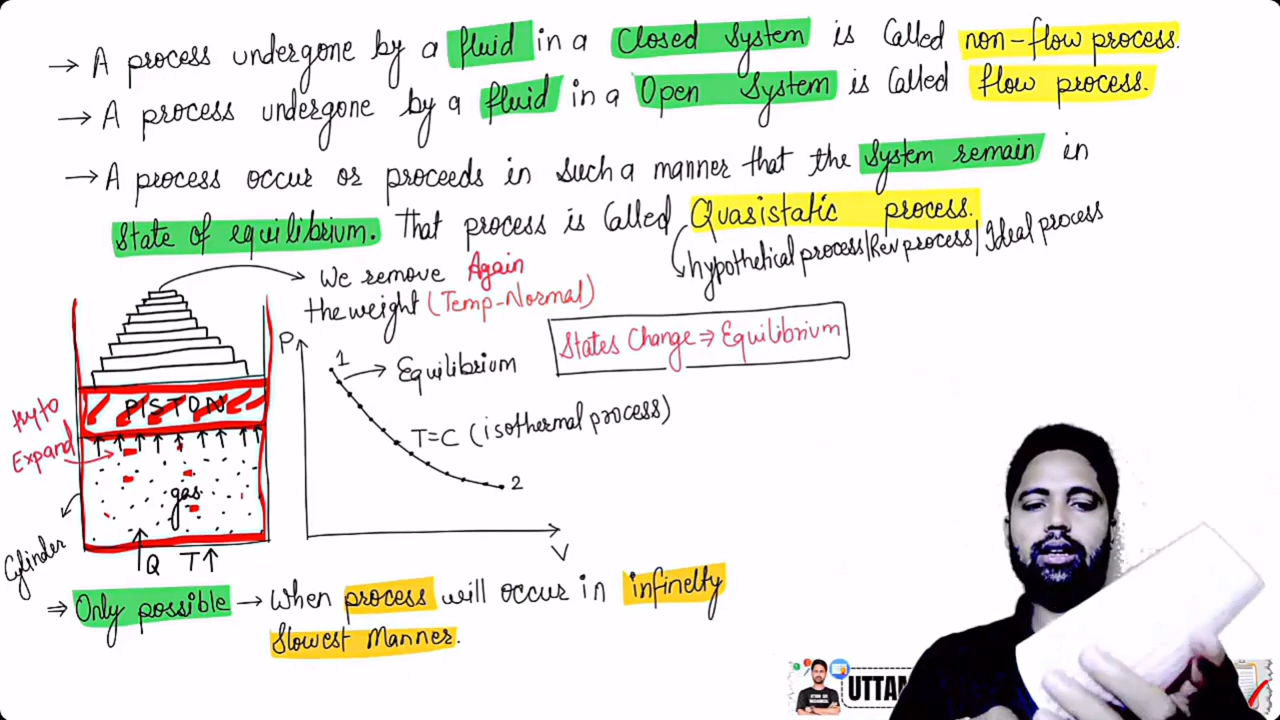 → A process undergone by a fluid in a Closed System is Called non-flow process.
→ A process undergone by a fluid in a Open System is Called flow process.
→ A process occur or proceeds in such a manner that the System remain in
State of equilibrium. That process is Called Quasistatic process.
hypothetical process/Rev process/Ideal process
We remove Again
the weight (Temp-Normal)
States Change ⇒ Equilibrium
P
1
Equilibrium
PISTON
try to
Expand
T=C (isothermal process)
2
gas
Cylinder
Q T↑
V
⇒ Only possible → When process will occur in infinelty
Slowest Manner.
UTTAM